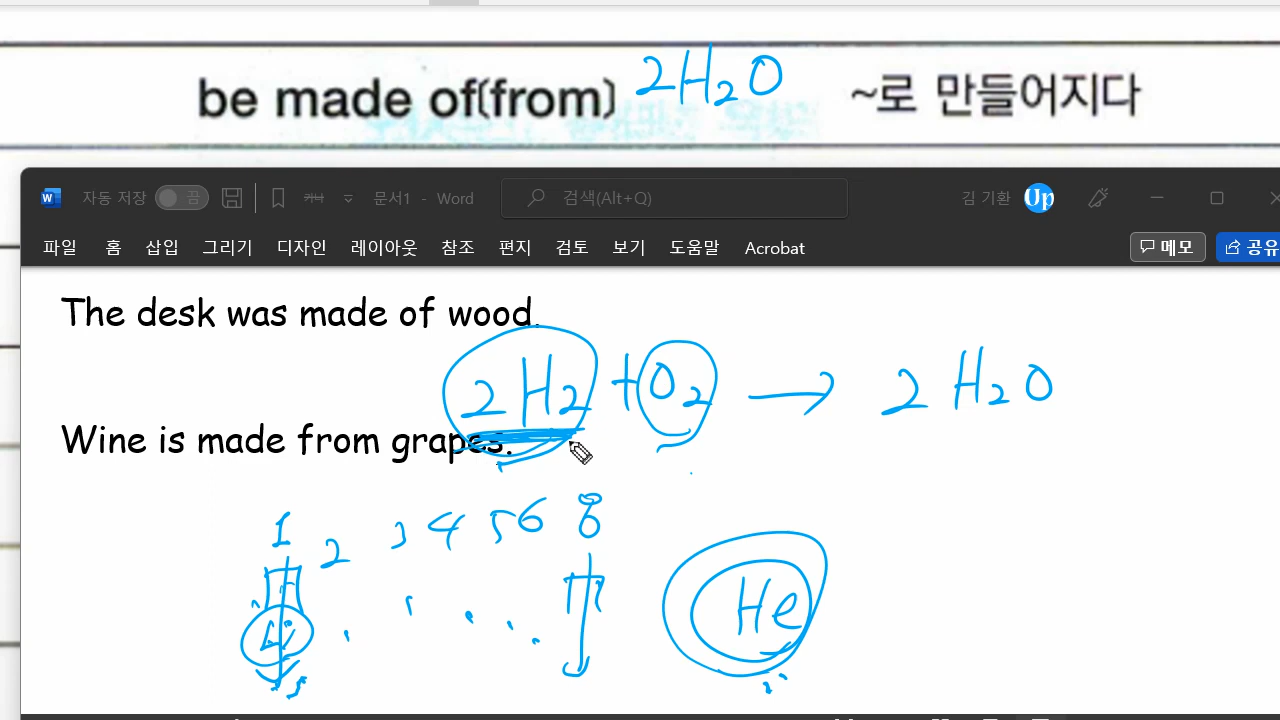 be made of(from) 2H₂O ~로 만들어지다
자동 저장 끔 문서1 - Word 검색(Alt+Q) 김 기환 Up
파일 홈 삽입 그리기 디자인 레이아웃 참조 편지 검토 보기 도움말 Acrobat 메모 공유
The desk was made of wood.
2H₂ + O₂ → 2H₂O
Wine is made from grapes.
1 2 3 4 5 6 8
Li
He